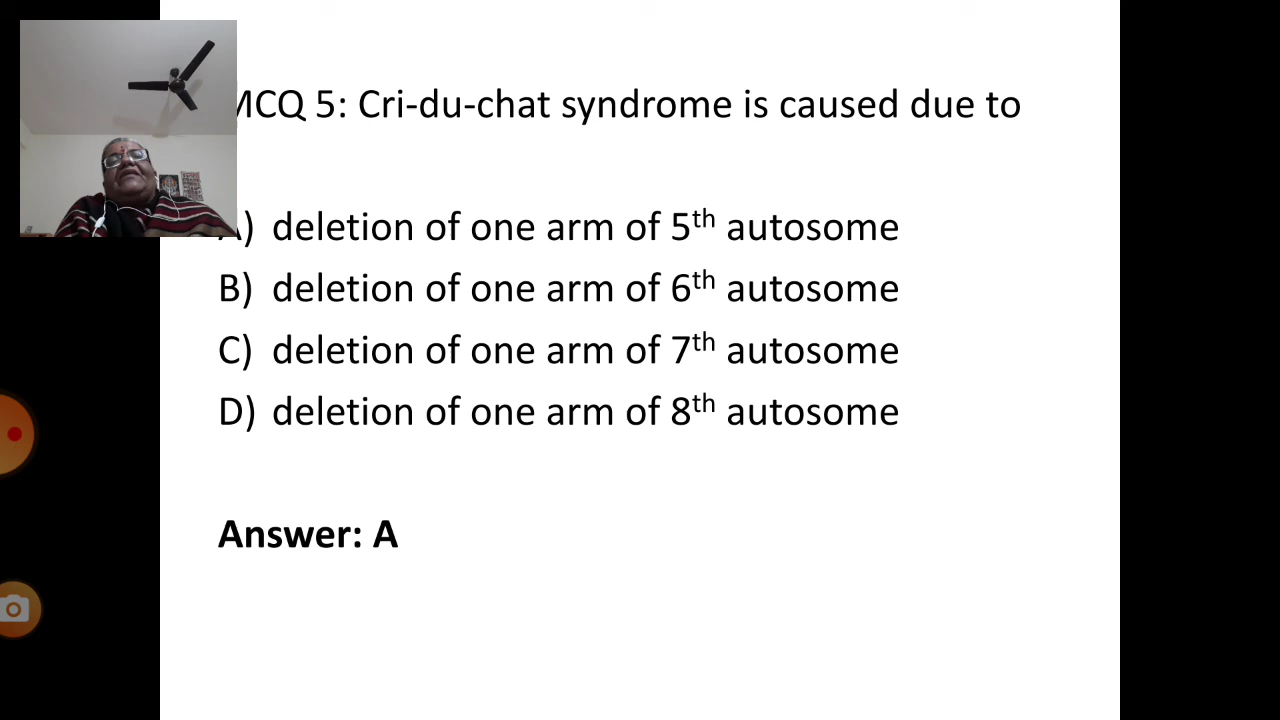 MCQ 5: Cri-du-chat syndrome is caused due to
A) deletion of one arm of 5th autosome
B) deletion of one arm of 6th autosome
C) deletion of one arm of 7th autosome
D) deletion of one arm of 8th autosome
Answer: A